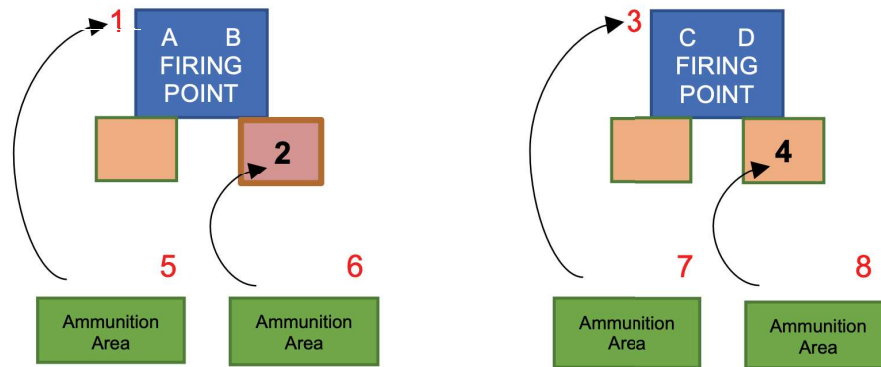 1
A B
FIRING
POINT
3
C D
FIRING
POINT
2
4
5
6
7
8
Ammunition
Area
Ammunition
Area
Ammunition
Area
Ammunition
Area